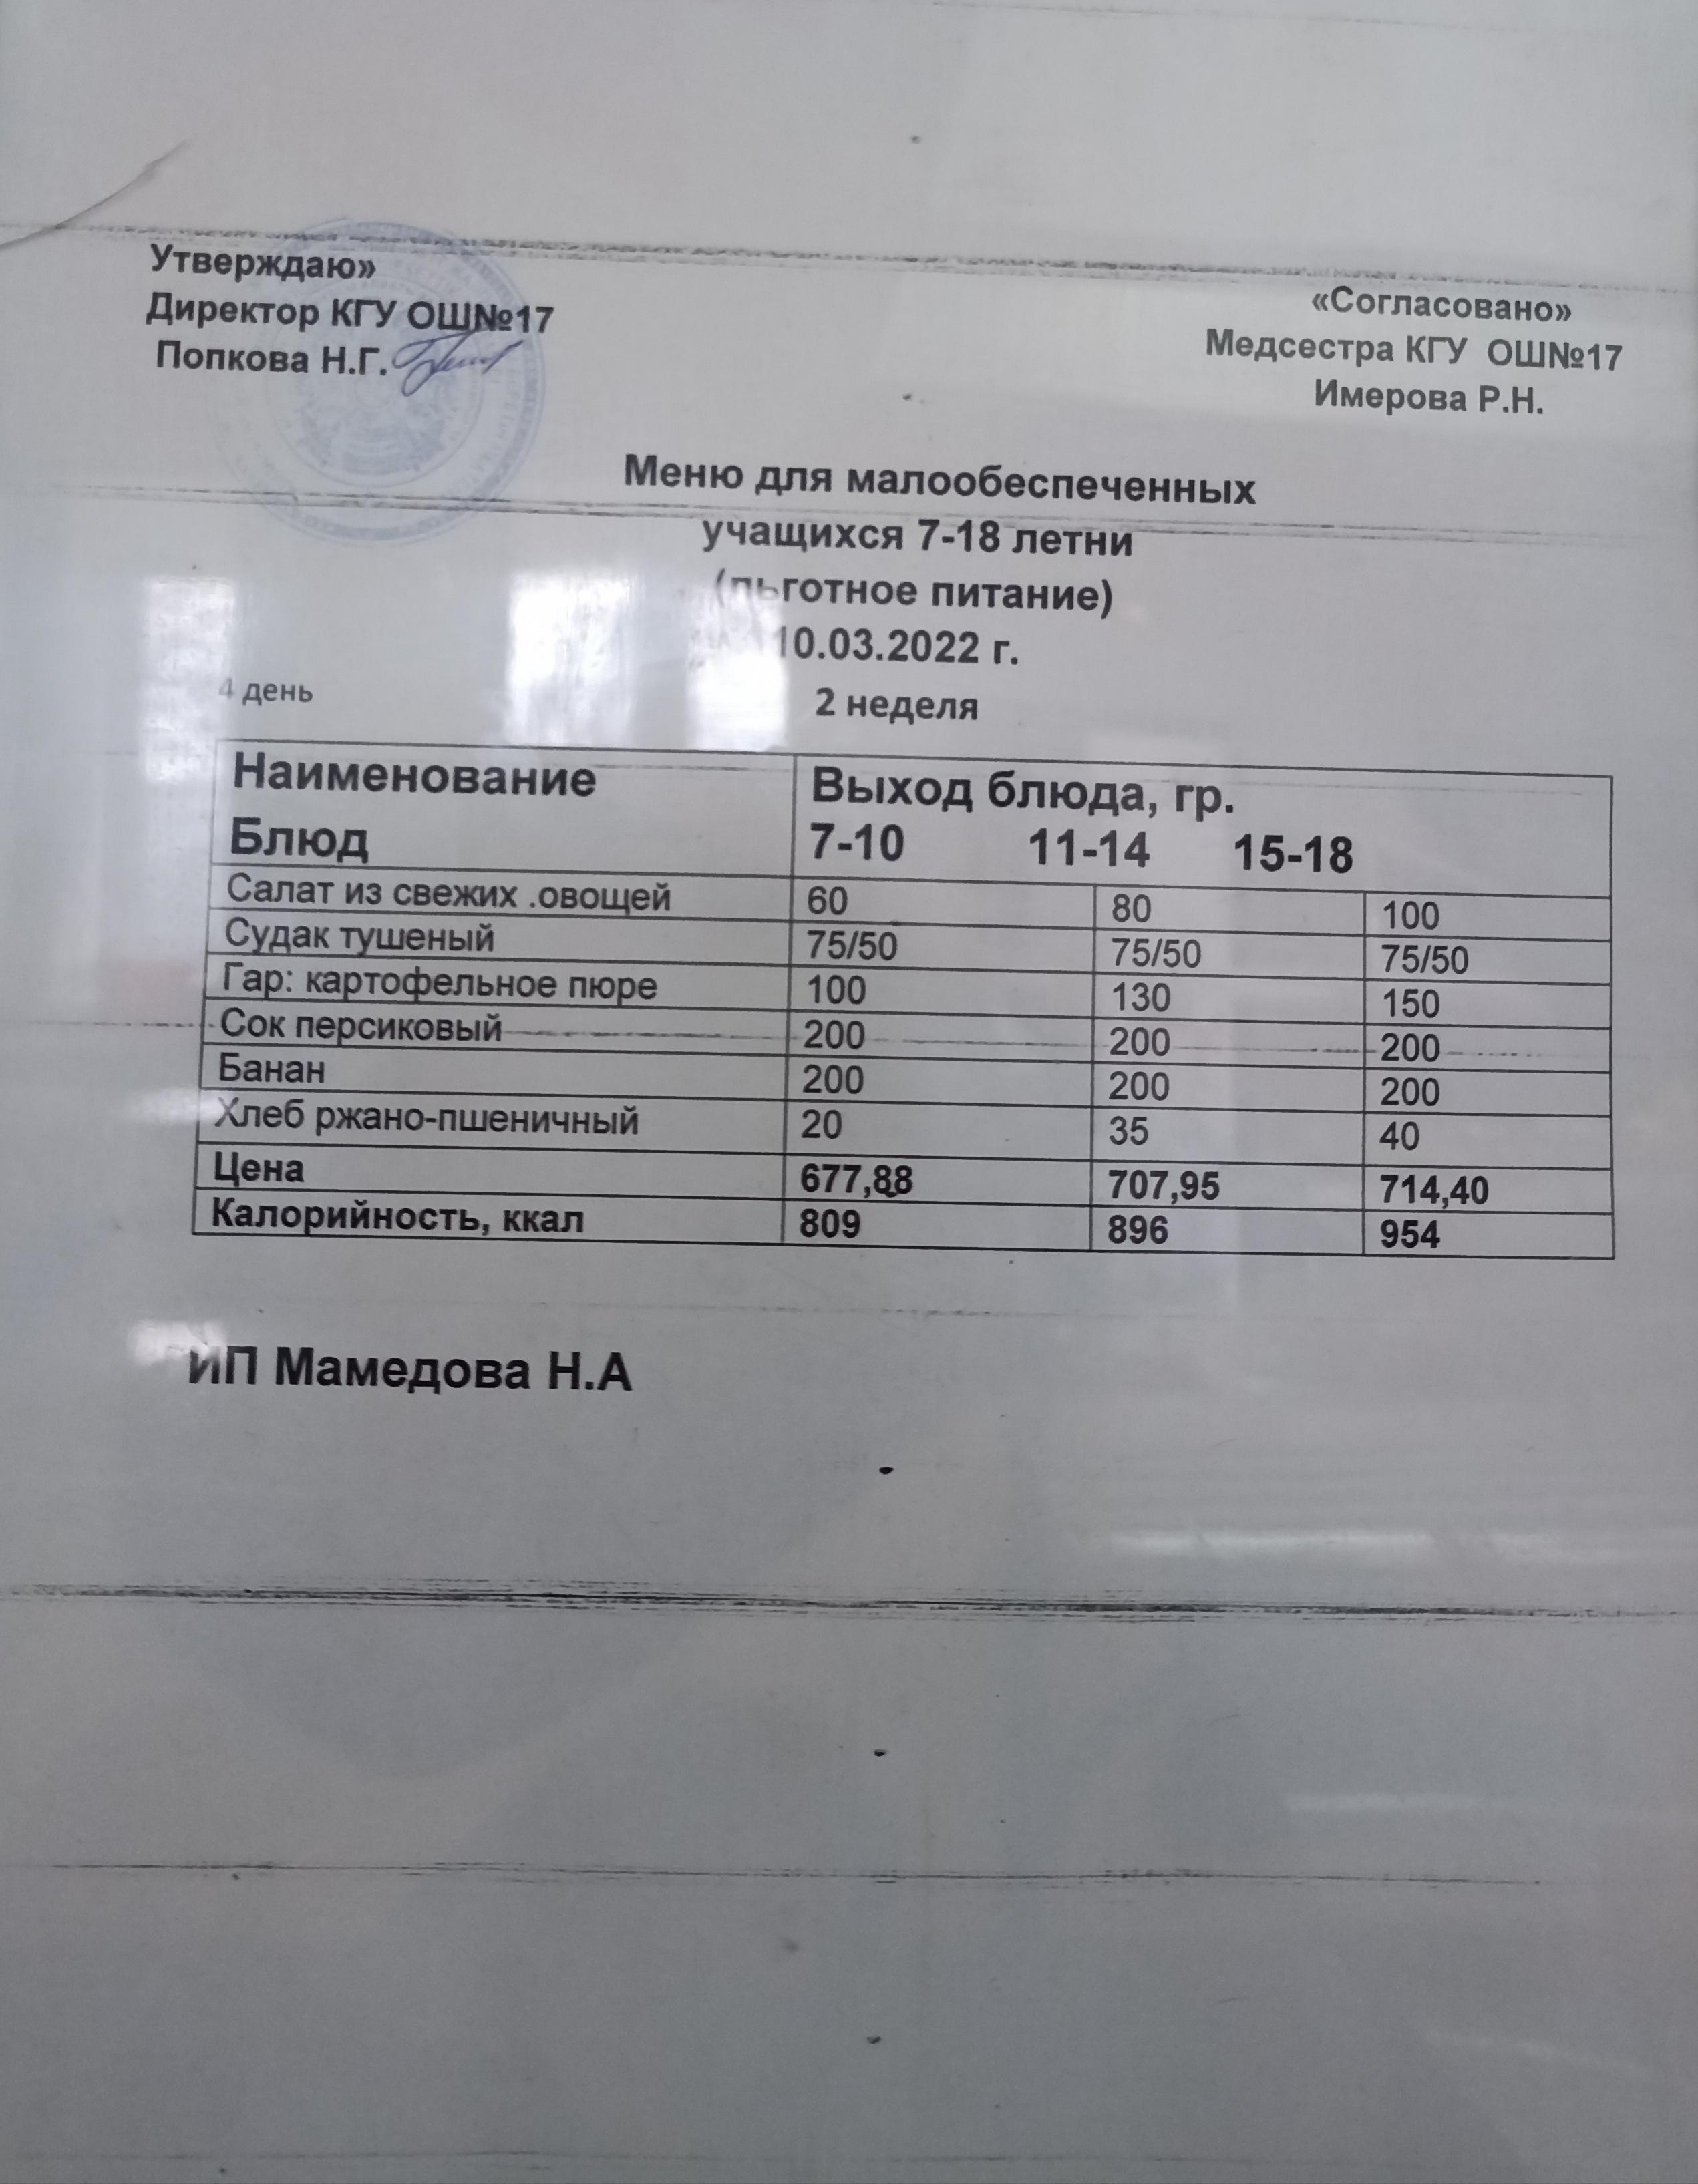 Утверждаю»
Директор КГУ ОШ№17
Попкова Н.Г.
«Согласовано»
Медсестра КГУ ОШ№17
Имерова Р.Н.
Меню для малообеспеченных
учащихся 7-18 летни
(льготное питание)
10.03.2022 г.
4 день 2 неделя
Наименование Выход блюда, гр.
Блюд 7-10 11-14 15-18
Салат из свежих .овощей 60 80 100
Судак тушеный 75/50 75/50 75/50
Гар: картофельное пюре 100 130 150
Сок персиковый 200 200 200
Банан 200 200 200
Хлеб ржано-пшеничный 20 35 40
Цена 677,88 707,95 714,40
Калорийность, ккал 809 896 954
ИП Мамедова Н.А